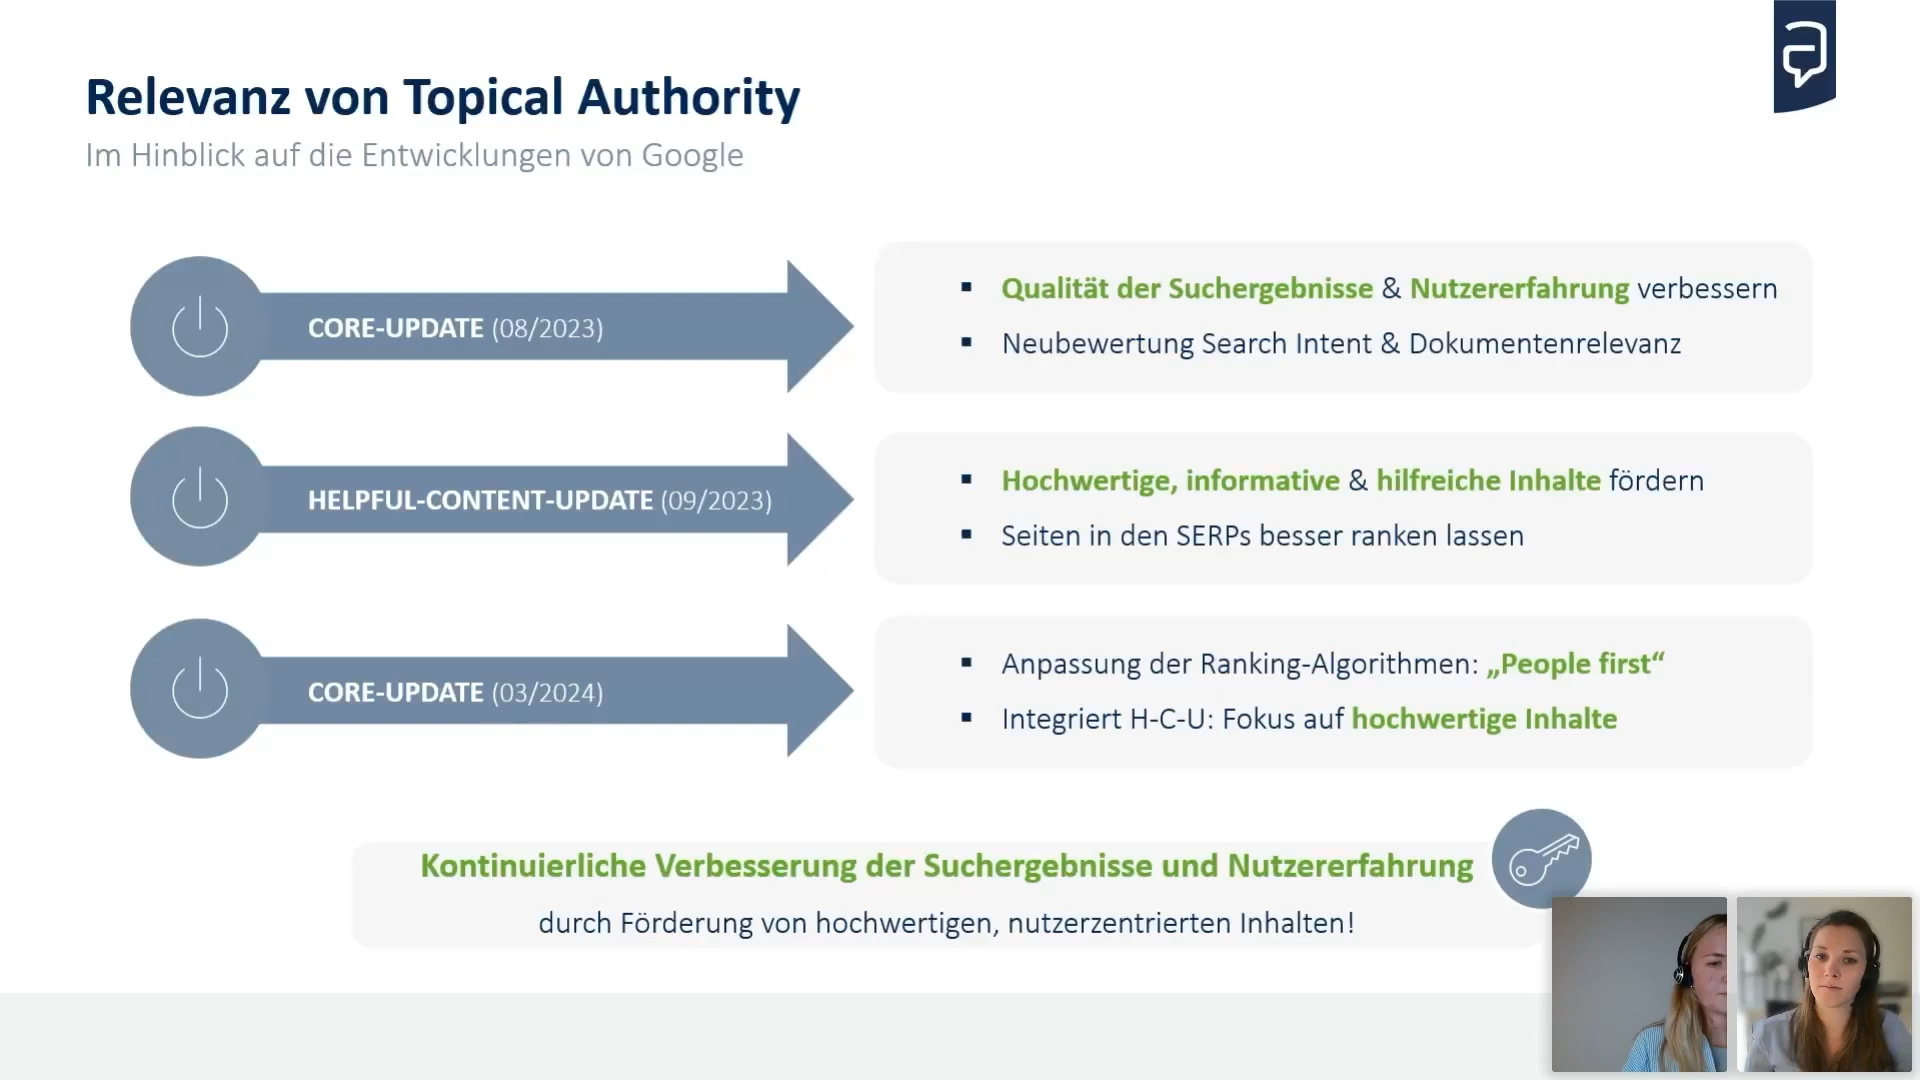 Relevanz von Topical Authority
Im Hinblick auf die Entwicklungen von Google
CORE-UPDATE (08/2023)
▪ Qualität der Suchergebnisse & Nutzererfahrung verbessern
▪ Neubewertung Search Intent & Dokumentenrelevanz
HELPFUL-CONTENT-UPDATE (09/2023)
▪ Hochwertige, informative & hilfreiche Inhalte fördern
▪ Seiten in den SERPs besser ranken lassen
CORE-UPDATE (03/2024)
▪ Anpassung der Ranking-Algorithmen: „People first“
▪ Integriert H-C-U: Fokus auf hochwertige Inhalte
Kontinuierliche Verbesserung der Suchergebnisse und Nutzererfahrung
durch Förderung von hochwertigen, nutzerzentrierten Inhalten!